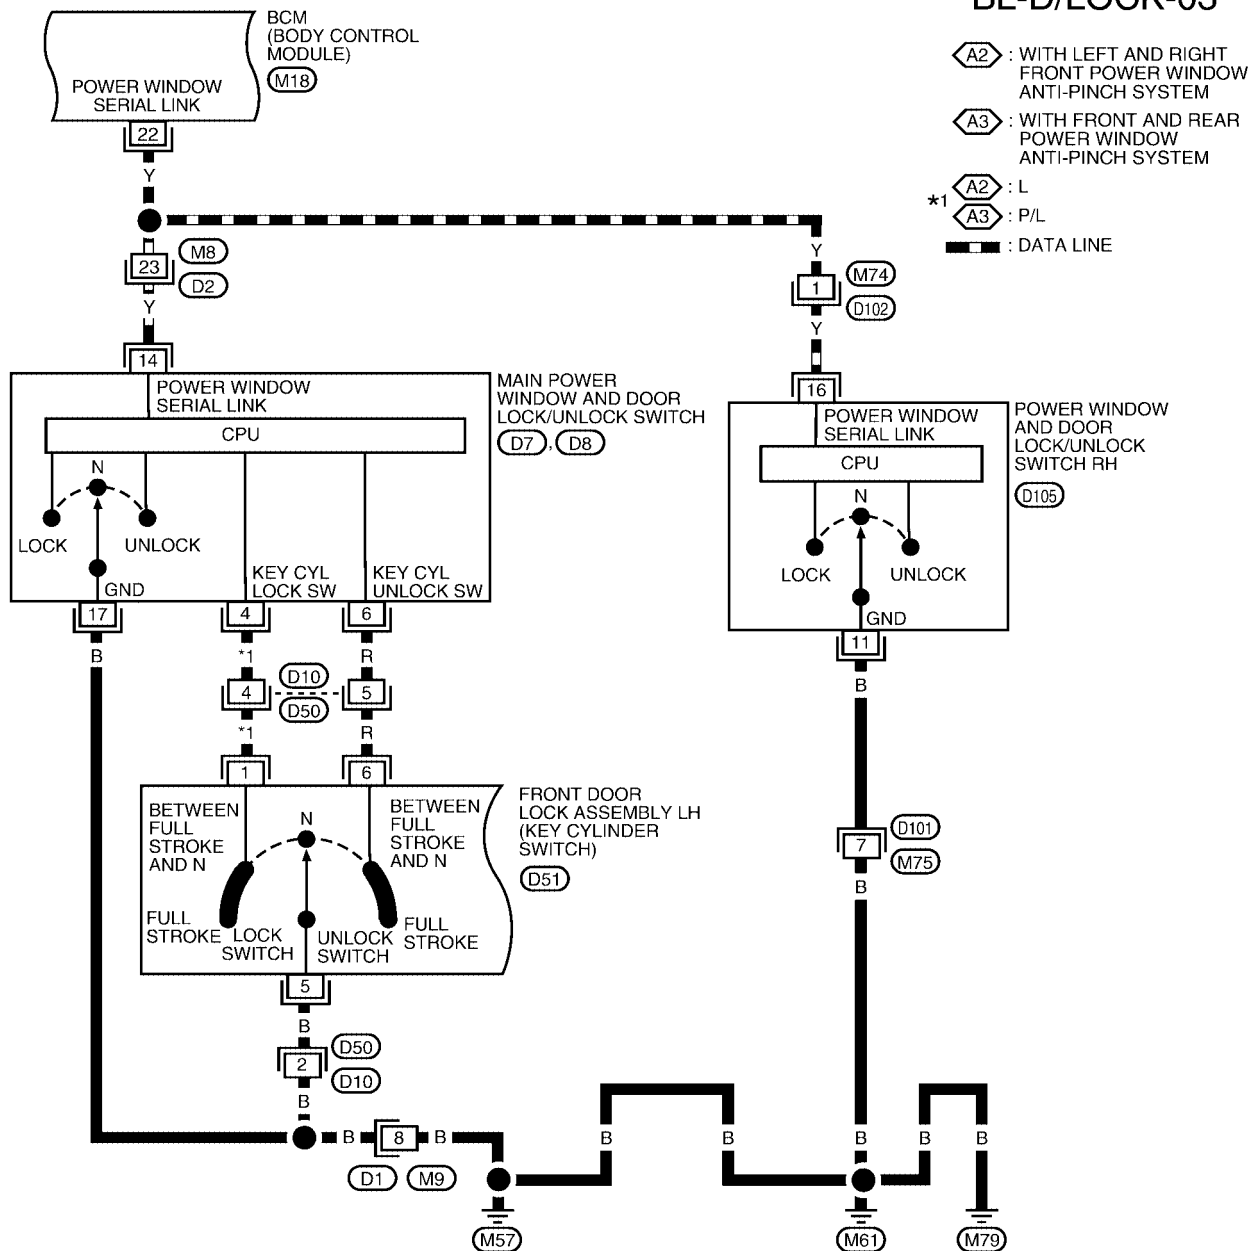 BE-D/LOCK-03
BCM
(BODY CONTROL
MODULE)
M18
POWER WINDOW
SERIAL LINK
22
Y
A2 : WITH LEFT AND RIGHT
FRONT POWER WINDOW
ANTI-PINCH SYSTEM
A3 : WITH FRONT AND REAR
POWER WINDOW
ANTI-PINCH SYSTEM
*1
A2 : L
A3 : P/L
: DATA LINE
M8
23
D2
Y
14
Y
M74
1
D102
Y
16
POWER WINDOW
SERIAL LINK
CPU
N
LOCK
UNLOCK
GND
KEY CYL
LOCK SW
KEY CYL
UNLOCK SW
MAIN POWER
WINDOW AND DOOR
LOCK/UNLOCK SWITCH
D7 , D8
POWER WINDOW
SERIAL LINK
CPU
N
LOCK
UNLOCK
GND
POWER WINDOW
AND DOOR
LOCK/UNLOCK
SWITCH RH
D105
17
4
6
11
B
*1
R
B
D10
4
5
D50
*1
R
1
6
BETWEEN
FULL
STROKE
AND N
N
BETWEEN
FULL
STROKE
AND N
FULL
STROKE
LOCK
SWITCH
UNLOCK
SWITCH
FULL
STROKE
FRONT DOOR
LOCK ASSEMBLY LH
(KEY CYLINDER
SWITCH)
D51
D101
7
M75
B
5
B
D50
2
D10
B
B
8
B
D1
M9
B
B
B
B
B
M57
M61
M79